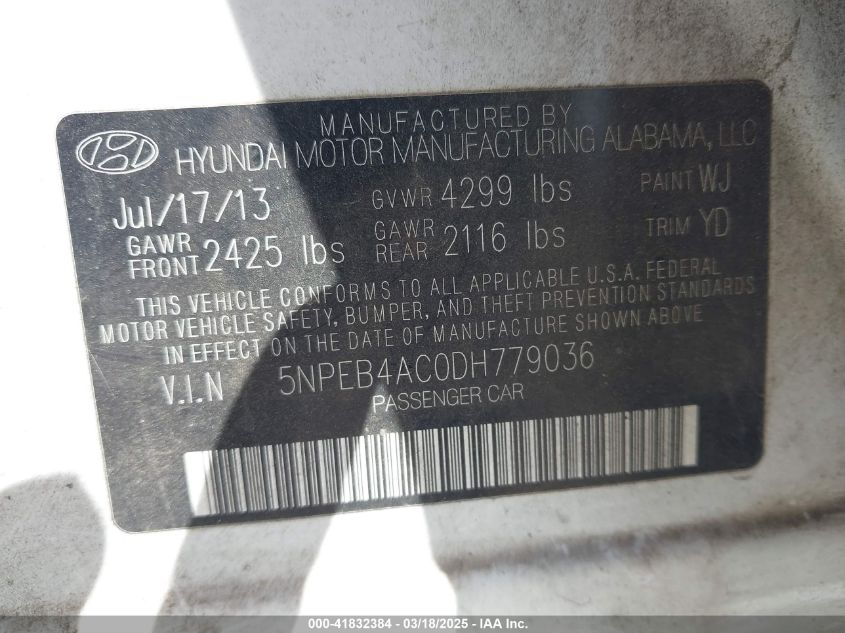 MANUFACTURED BY
HYUNDAI MOTOR MANUFACTURING ALABAMA, LLC
Jul/17/13 GVWR 4299 lbs PAINT WJ
GAWR FRONT 2425 lbs GAWR REAR 2116 lbs TRIM YD
THIS VEHICLE CONFORMS TO ALL APPLICABLE U.S.A. FEDERAL
MOTOR VEHICLE SAFETY, BUMPER, AND THEFT PREVENTION STANDARDS
IN EFFECT ON THE DATE OF MANUFACTURE SHOWN ABOVE
V.I.N 5NPEB4AC0DH779036
PASSENGER CAR
000-41832384 - 03/18/2025 - IAA Inc.